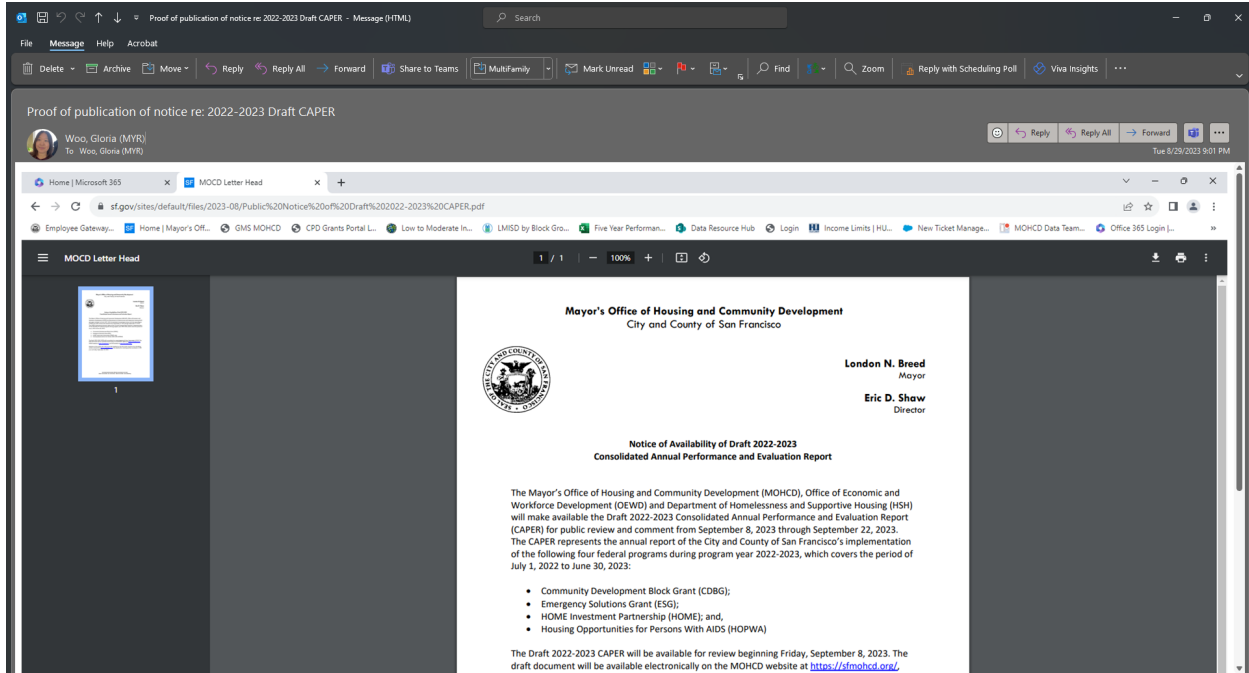 Proof of publication of notice re: 2022-2023 Draft CAPER - Message (HTML)
Search
File Message Help Acrobat
Delete Archive Move Reply Reply All Forward Share to Teams MultiFamily Mark Unread Find Zoom Reply with Scheduling Poll Viva Insights
Proof of publication of notice re: 2022-2023 Draft CAPER
Woo, Gloria (MYR)
To Woo, Gloria (MYR)
Reply Reply All Forward
Tue 8/29/2023 9:01 PM
Home | Microsoft 365 MOCD Letter Head
sf.gov/sites/default/files/2023-08/Public%20Notice%20of%20Draft%202022-2023%20CAPER.pdf
Employee Gateway... Home | Mayor's Off... GMS MOHCD CPD Grants Portal L... Low to Moderate In... LMISD by Block Gro... Five Year Performan... Data Resource Hub Login Income Limits | HU... New Ticket Manage... MOHCD Data Team... Office 365 Login |...
MOCD Letter Head 1 / 1 100%
1
Mayor's Office of Housing and Community Development
City and County of San Francisco
SEAL OF THE CITY AND COUNTY OF SAN FRANCISCO
London N. Breed
Mayor
Eric D. Shaw
Director
Notice of Availability of Draft 2022-2023
Consolidated Annual Performance and Evaluation Report
The Mayor's Office of Housing and Community Development (MOHCD), Office of Economic and
Workforce Development (OEWD) and Department of Homelessness and Supportive Housing (HSH)
will make available the Draft 2022-2023 Consolidated Annual Performance and Evaluation Report
(CAPER) for public review and comment from September 8, 2023 through September 22, 2023.
The CAPER represents the annual report of the City and County of San Francisco's implementation
of the following four federal programs during program year 2022-2023, which covers the period of
July 1, 2022 to June 30, 2023:
• Community Development Block Grant (CDBG);
• Emergency Solutions Grant (ESG);
• HOME Investment Partnership (HOME); and,
• Housing Opportunities for Persons With AIDS (HOPWA)
The Draft 2022-2023 CAPER will be available for review beginning Friday, September 8, 2023. The
draft document will be available electronically on the MOHCD website at https://sfmohcd.org/,